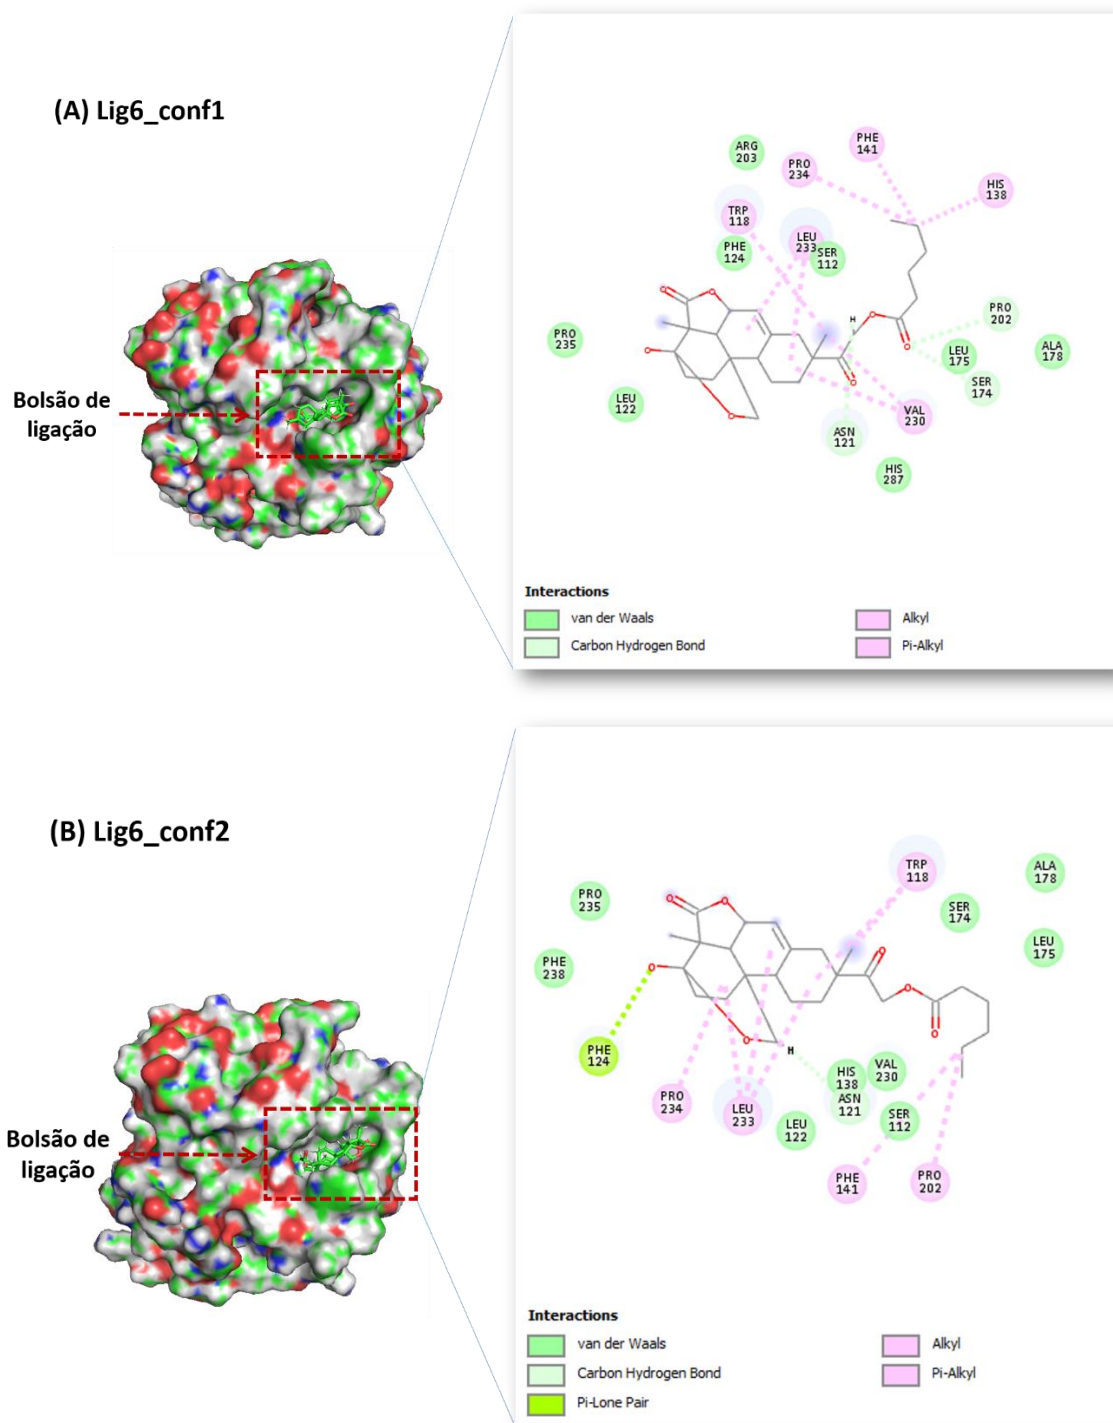 (A) Lig6_conf1
Bolsão de
ligação
ARG
203
PRO
234
PHE
141
HIS
138
TRP
118
LEU
233
PHE
124
SER
112
PRO
235
LEU
122
H
PRO
202
LEU
175
ALA
178
SER
174
VAL
230
ASN
121
HIS
287
O
O
O
O
O
O
O
Interactions
van der Waals
Carbon Hydrogen Bond
Alkyl
Pi-Alkyl
(B) Lig6_conf2
Bolsão de
ligação
TRP
118
ALA
178
PRO
235
SER
174
LEU
175
PHE
238
PHE
124
H
HIS
138
VAL
230
ASN
121
PRO
234
LEU
233
LEU
122
SER
112
PHE
141
PRO
202
O
O
O
O
O
O
O
Interactions
van der Waals
Carbon Hydrogen Bond
Pi-Lone Pair
Alkyl
Pi-Alkyl